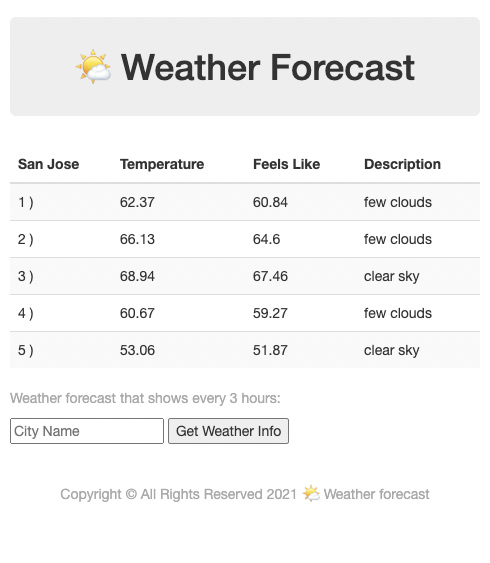 🌤️ Weather Forecast
San Jose Temperature Feels Like Description
1 ) 62.37 60.84 few clouds
2 ) 66.13 64.6 few clouds
3 ) 68.94 67.46 clear sky
4 ) 60.67 59.27 few clouds
5 ) 53.06 51.87 clear sky
Weather forecast that shows every 3 hours:
City Name Get Weather Info
Copyright © All Rights Reserved 2021 🌤️ Weather forecast